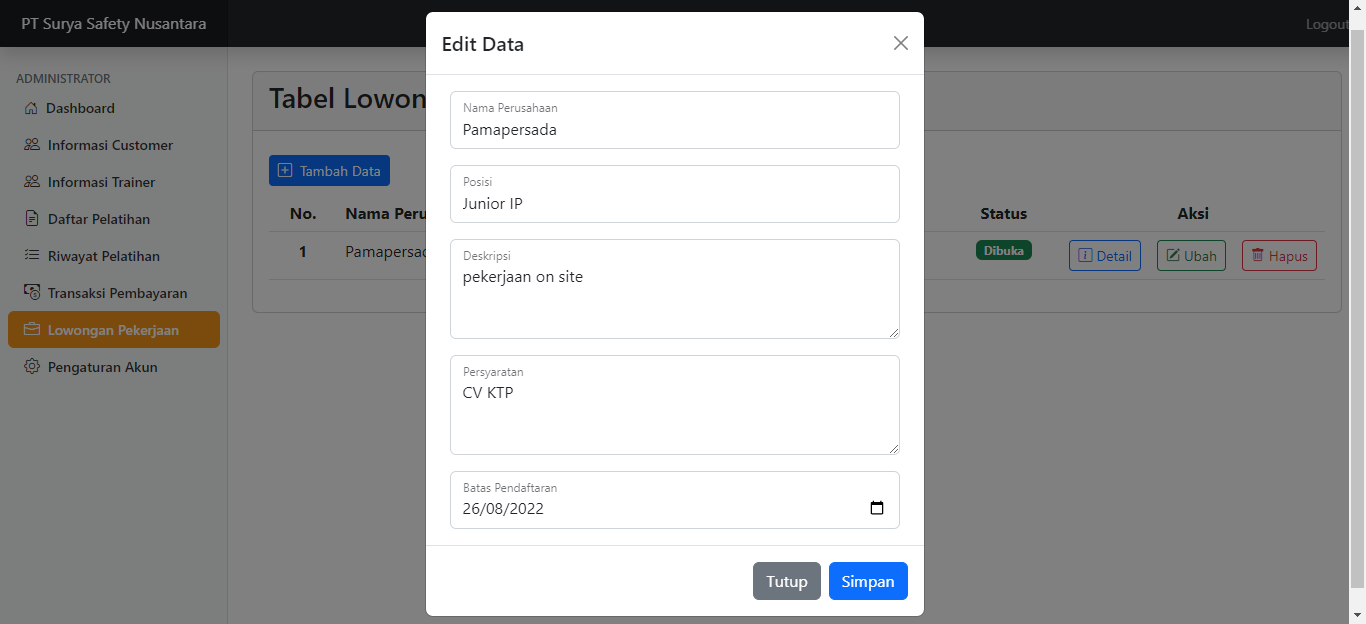 PT Surya Safety Nusantara
Logout
ADMINISTRATOR
Dashboard
Informasi Customer
Informasi Trainer
Daftar Pelatihan
Riwayat Pelatihan
Transaksi Pembayaran
Lowongan Pekerjaan
Pengaturan Akun
Tabel Lowon
Tambah Data
No. Nama Peru Status Aksi
1 Pamapersad Dibuka Detail Ubah Hapus
Edit Data
Nama Perusahaan
Pamapersada
Posisi
Junior IP
Deskripsi
pekerjaan on site
Persyaratan
CV KTP
Batas Pendaftaran
26/08/2022
Tutup Simpan